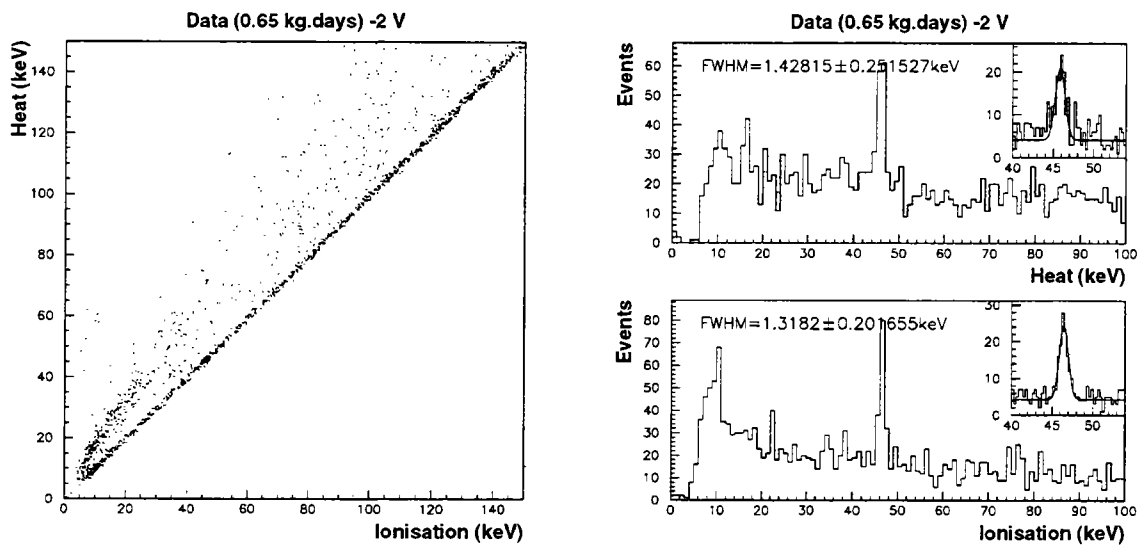 Data (0.65 kg.days) -2 V
Heat (keV)
140
120
100
80
60
40
20
0
0 20 40 60 80 100 120 140
Ionisation (keV)
Data (0.65 kg.days) -2 V
Events
FWHM=1.42815±0.251527keV
60
50
40
30
20
10
0
0 10 20 30 40 50 60 70 80 90 100
Heat (keV)
20
10
0
40 45 50
Events
FWHM=1.3182±0.201655keV
80
70
60
50
40
30
20
10
0
0 10 20 30 40 50 60 70 80 90 100
Ionisation (keV)
30
20
10
0
40 45 50